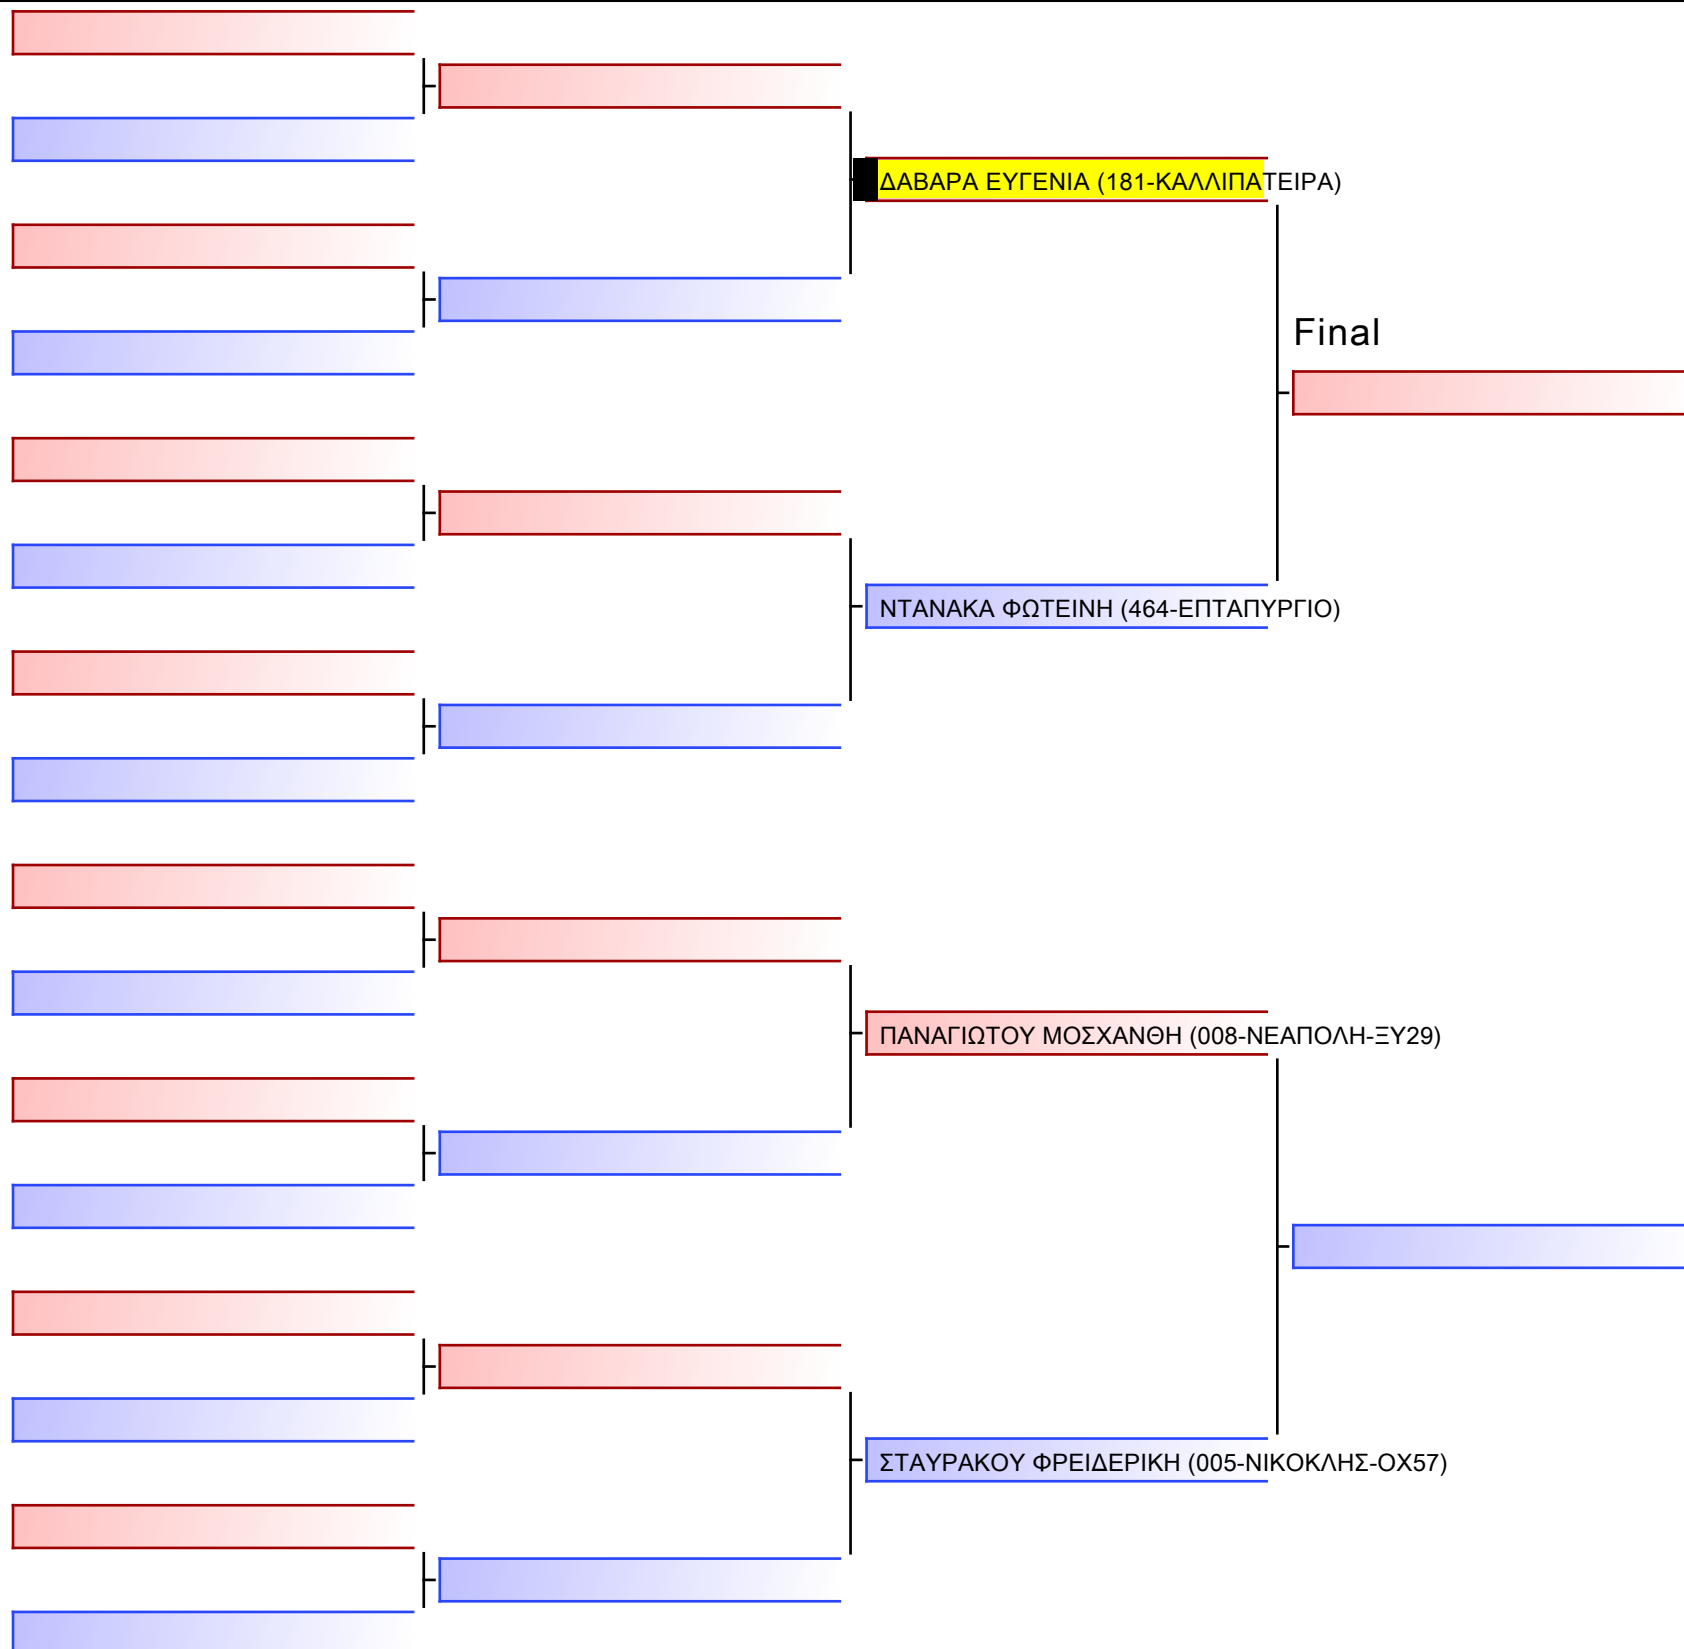 ΔΑΒΑΡΑ ΕΥΓΕΝΙΑ (181-ΚΑΛΛΙΠΑΤΕΙΡΑ)
Final
ΝΤΑΝΑΚΑ ΦΩΤΕΙΝΗ (464-ΕΠΤΑΠΥΡΓΙΟ)
ΠΑΝΑΓΙΩΤΟΥ ΜΟΣΧΑΝΘΗ (008-ΝΕΑΠΟΛΗ-ΞΥ29)
ΣΤΑΥΡΑΚΟΥ ΦΡΕΙΔΕΡΙΚΗ (005-ΝΙΚΟΚΛΗΣ-ΟΧ57)